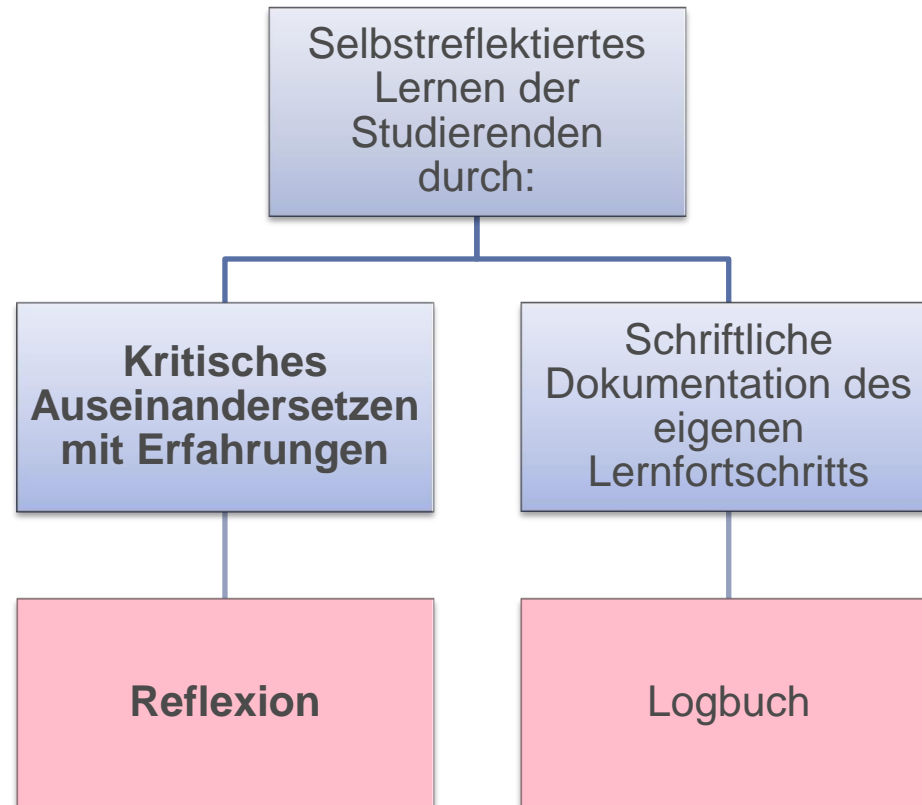 Selbstreflektiertes
Lernen der
Studierenden
durch:
Kritisches
Auseinandersetzen
mit Erfahrungen
Schriftliche
Dokumentation des
eigenen
Lernfortschritts
Reflexion
Logbuch